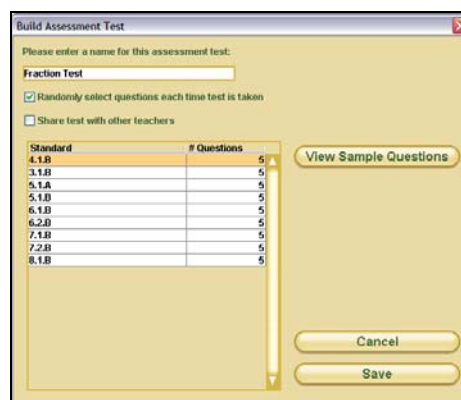 Build Assessment Test
Please enter a name for this assessment test:
Fraction Test
Randomly select questions each time test is taken
Share test with other teachers
Standard # Questions
4.1.B 5
3.1.B 5
5.1.A 5
5.1.B 5
6.1.B 5
6.2.B 5
7.1.B 5
7.2.B 5
8.1.B 5
View Sample Questions
Cancel
Save